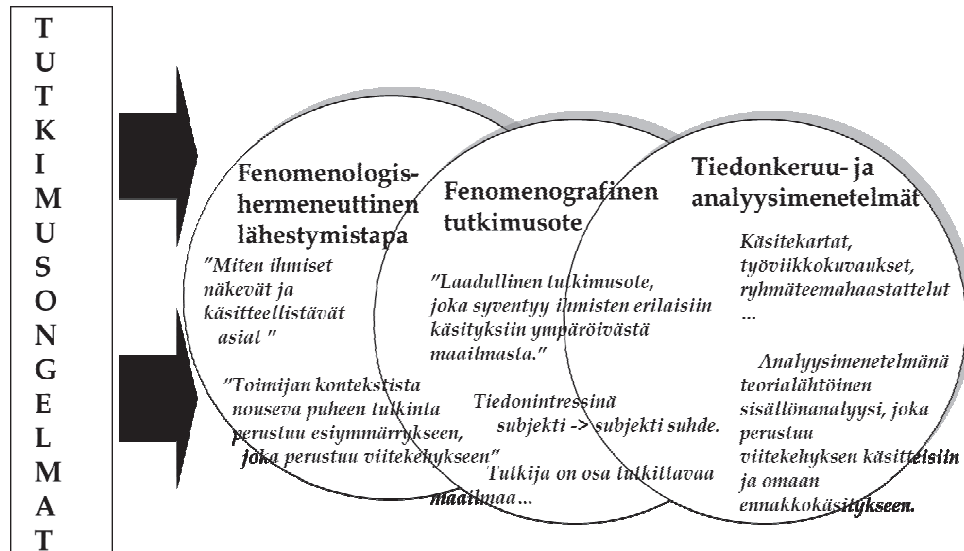 T
U
T
K
I
M
U
S
O
N
G
E
L
M
A
T
Fenomenologis-
hermeneuttinen
lähestymistapa
"Miten ihmiset
näkevät ja
käsitteellistävät
asiat "
"Toimijan kontekstista
nouseva puheen tulkinta
perustuu esiymmärrykseen,
joka perustuu viitekehykseen"
Fenomenografinen
tutkimusote
"Laadullinen tutkimusote,
joka syventyy ihmisten erilaisiin
käsityksiin ympäröivästä
maailmasta."
Tiedonintressinä
subjekti -> subjekti suhde.
Tutkija on osa tutkittavaa
maailmaa...
Tiedonkeruu- ja
analyysimenetelmät
Käsitekartat,
työviikkokuvaukset,
ryhmäteemahaastattelut
...
Analyysimenetelmänä
teorialähtöinen
sisällönanalyysi, joka
perustuu
viitekehyksen käsitteisiin
ja omaan
ennakkokäsitykseen.